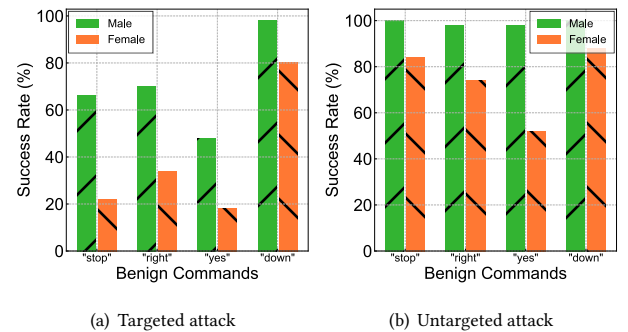 Male
Female
100
80
60
40
20
0
Success Rate (%)
"stop" "right" "yes" "down"
Benign Commands
(a) Targeted attack
Male
Female
100
80
60
40
20
0
Success Rate (%)
"stop" "right" "yes" "down"
Benign Commands
(b) Untargeted attack